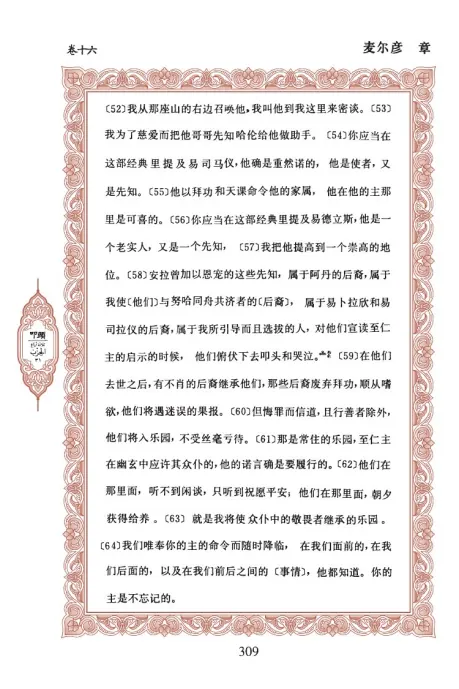 卷十六
麦尔彦 章
〔52〕我从那座山的右边召唤他，我叫他到我这里来密谈。〔53〕
我为了慈爱而把他哥哥先知哈伦给他做助手。〔54〕你应当在
这部经典里提及易司马仪，他确是重然诺的， 他是使者，又
是先知。〔55〕他以拜功和天课命令他的家属， 他在他的主那
里是可喜的。〔56〕你应当在这部经典里提及易德立斯，他是一
个老实人，又是一个先知， 〔57〕我把他提高到一个崇高的地
位。〔58〕安拉曾加以恩宠的这些先知，属于阿丹的后裔，属于
我使〔他们〕与努哈同舟共济者的〔后裔〕， 属于易卜拉欣和易
司拉仪的后裔，属于我所引导而且选拔的人，对他们宣读至仁
主的启示的时候， 他们俯伏下去叩头和哭泣。〔59〕在他们
去世之后，有不肖的后裔继承他们，那些后裔废弃拜功，顺从嗜
欲，他们将遇迷误的果报。〔60〕但悔罪而信道，且行善者除外，
他们将入乐园，不受丝毫亏待。〔61〕那是常住的乐园，至仁主
在幽玄中应许其众仆的，他的诺言确是要履行的。〔62〕他们在
那里面，听不到闲谈，只听到祝愿平安；他们在那里面，朝夕
获得给养 。〔63〕 就是我将使众仆中的敬畏者继承的乐园。
〔64〕我们唯奉你的主的命令而随时降临， 在我们面前的，在我
们后面的，以及在我们前后之间的〔事情〕，他都知道。你的
主是不忘记的。
叩頭
309